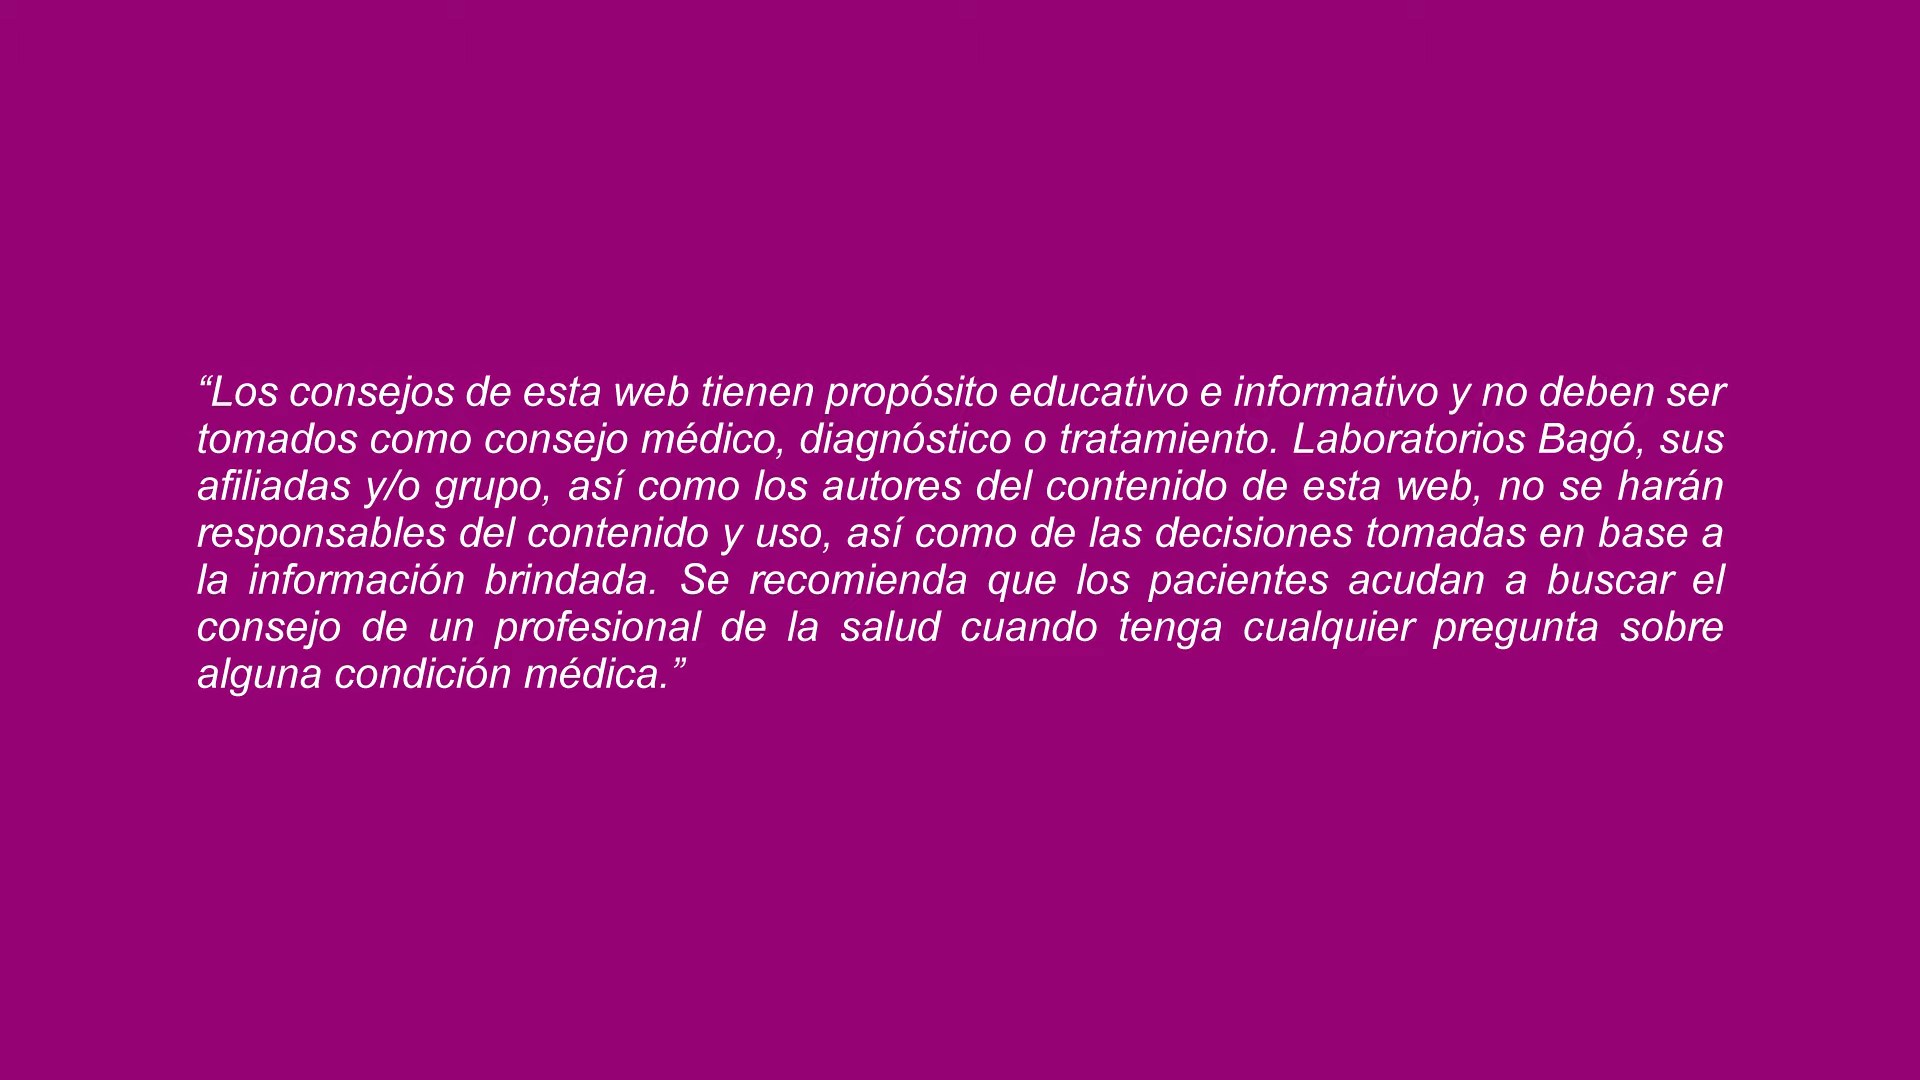 “Los consejos de esta web tienen propósito educativo e informativo y no deben ser
tomados como consejo médico, diagnóstico o tratamiento. Laboratorios Bagó, sus
afiliadas y/o grupo, así como los autores del contenido de esta web, no se harán
responsables del contenido y uso, así como de las decisiones tomadas en base a
la información brindada. Se recomienda que los pacientes acudan a buscar el
consejo de un profesional de la salud cuando tenga cualquier pregunta sobre
alguna condición médica.”